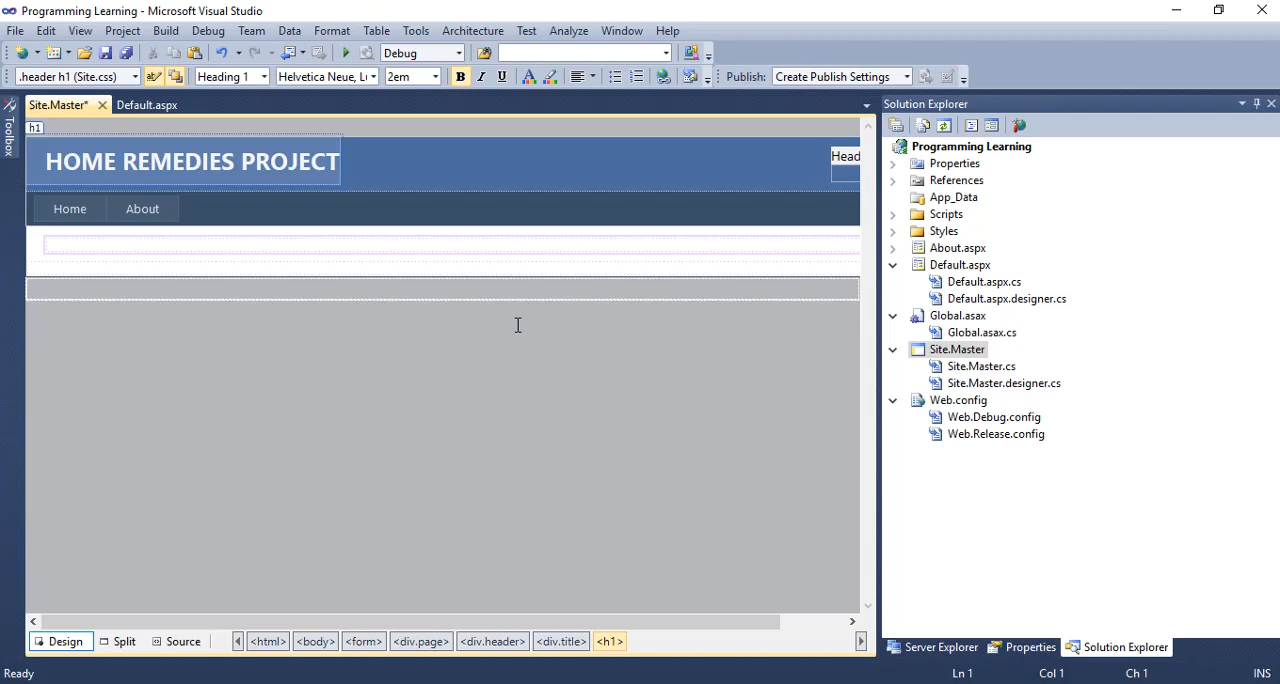 Programming Learning - Microsoft Visual Studio
File Edit View Project Build Debug Team Data Format Table Tools Architecture Test Analyze Window Help
Debug
.header h1 (Site.css) Heading 1 Helvetica Neue, Lu 2em B I U A Publish: Create Publish Settings
Site.Master* Default.aspx Solution Explorer
Toolbox
h1
HOME REMEDIES PROJECT
Head
Home About
Programming Learning
Properties
References
App_Data
Scripts
Styles
About.aspx
Default.aspx
Default.aspx.cs
Default.aspx.designer.cs
Global.asax
Global.asax.cs
Site.Master
Site.Master.cs
Site.Master.designer.cs
Web.config
Web.Debug.config
Web.Release.config
Design Split Source <html> <body> <form> <div.page> <div.header> <div.title> <h1>
Server Explorer Properties Solution Explorer
Ready Ln 1 Col 1 Ch 1 INS